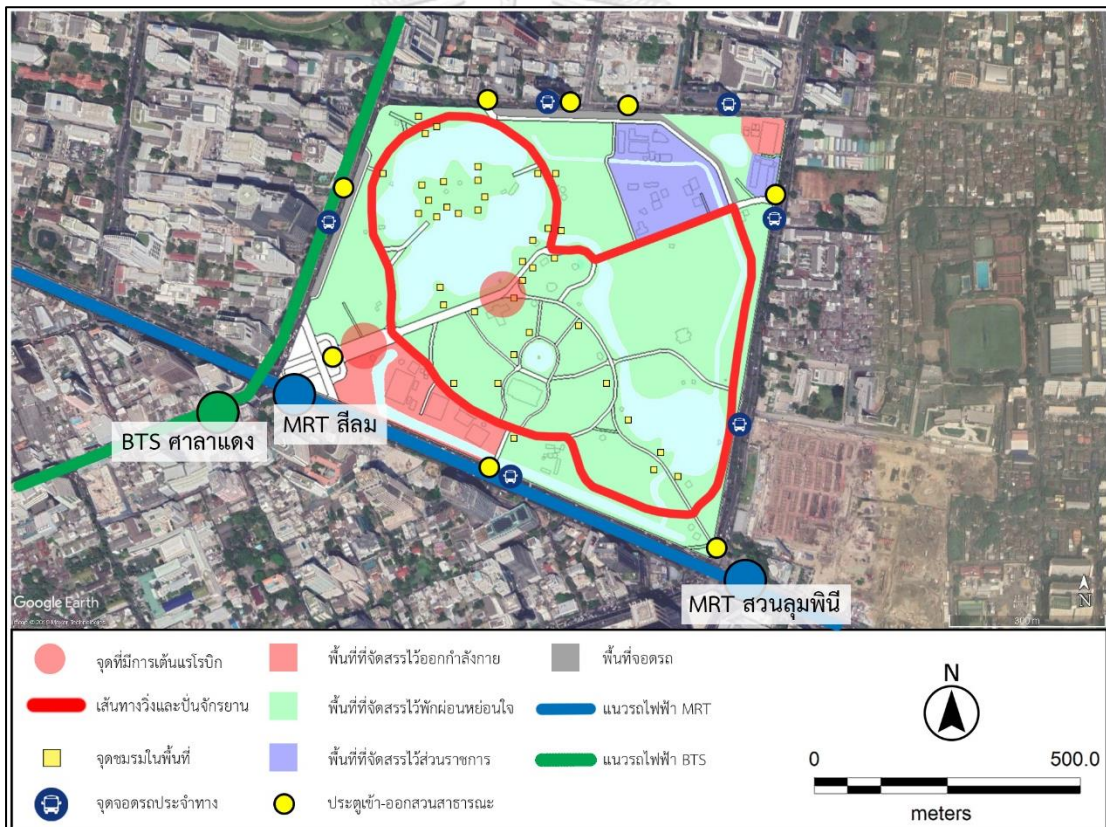 BTS ศาลาแดง
MRT สีลม
MRT สวนลุมพินี
Google Earth
300 m
N
จุดที่มีการเต้นแรโรบิก
พื้นที่ที่จัดสรรไว้ออกกำลังกาย
พื้นที่จอดรถ
เส้นทางวิ่งและปั่นจักรยาน
พื้นที่ที่จัดสรรไว้พักผ่อนหย่อนใจ
แนวรถไฟฟ้า MRT
จุดชมรมในพื้นที่
พื้นที่ที่จัดสรรไว้ส่วนราชการ
แนวรถไฟฟ้า BTS
จุดจอดรถประจำทาง
ประตูเข้า-ออกสวนสาธารณะ
N
0
500.0
meters